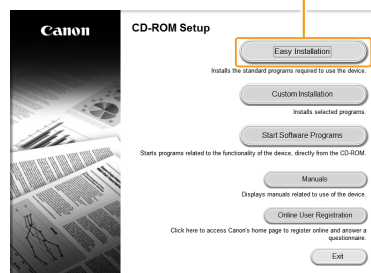 Canon
CD-ROM Setup
Easy Installation
Installs the standard programs required to use the device.
Custom Installation
Installs selected programs.
Start Software Programs
Starts programs related to the functionality of the device, directly from the CD-ROM.
Manuals
Displays manuals related to use of the device.
Online User Registration
Click here to access Canon's home page to register online and answer a
questionnaire.
Exit